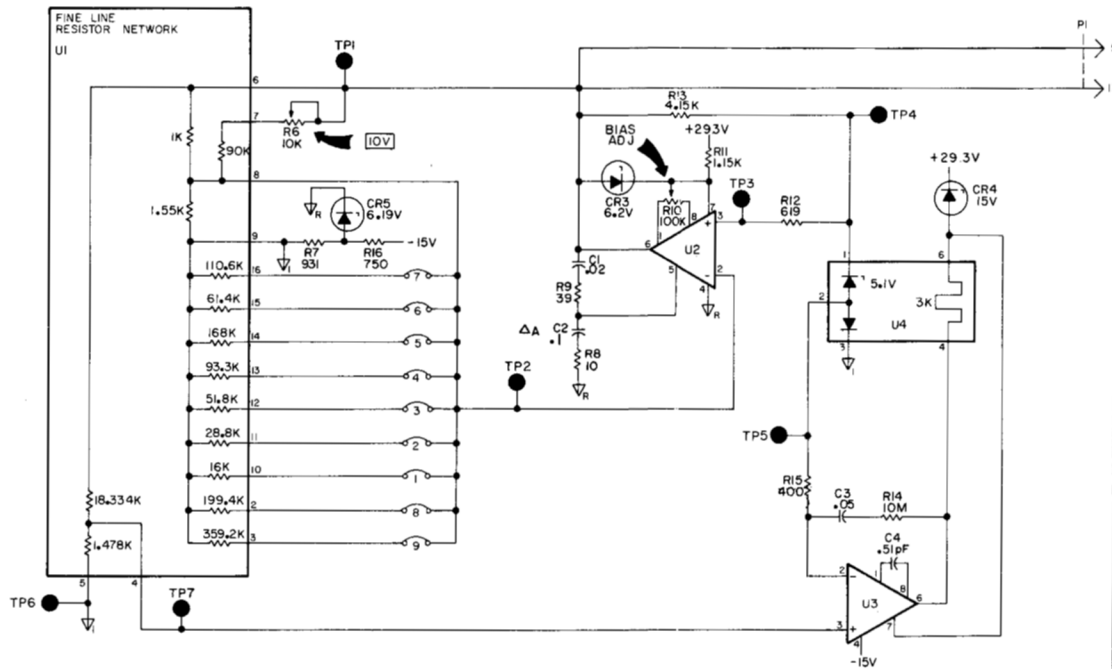 FINE LINE
RESISTOR NETWORK
U1
TP1
P1
6
1K
7
R6
10K
10V
90K
8
1.55K
CR5
6.19V
R
9
R7
931
R16
750
-15V
1
110.6K
16
7
61.4K
15
6
168K
14
5
93.3K
13
4
51.8K
12
3
28.8K
11
2
16K
10
1
199.4K
2
8
359.2K
3
9
18.334K
1.478K
5
4
TP6
TP7
TP2
R13
4.15K
TP4
BIAS
ADJ
+29.3V
R11
1.15K
TP3
CR3
6.2V
R10
100K
1
8
7
3
+
6
U2
5
-
2
4
R
R12
619
C1
.02
R9
39
ΔA
C2
.1
R8
10
R
+29.3V
CR4
15V
1
6
5.1V
2
3K
U4
3
4
TP5
R15
400
C3
.05
R14
10M
C4
.51pF
2
-
1
8
U3
6
7
3
+
4
-15V